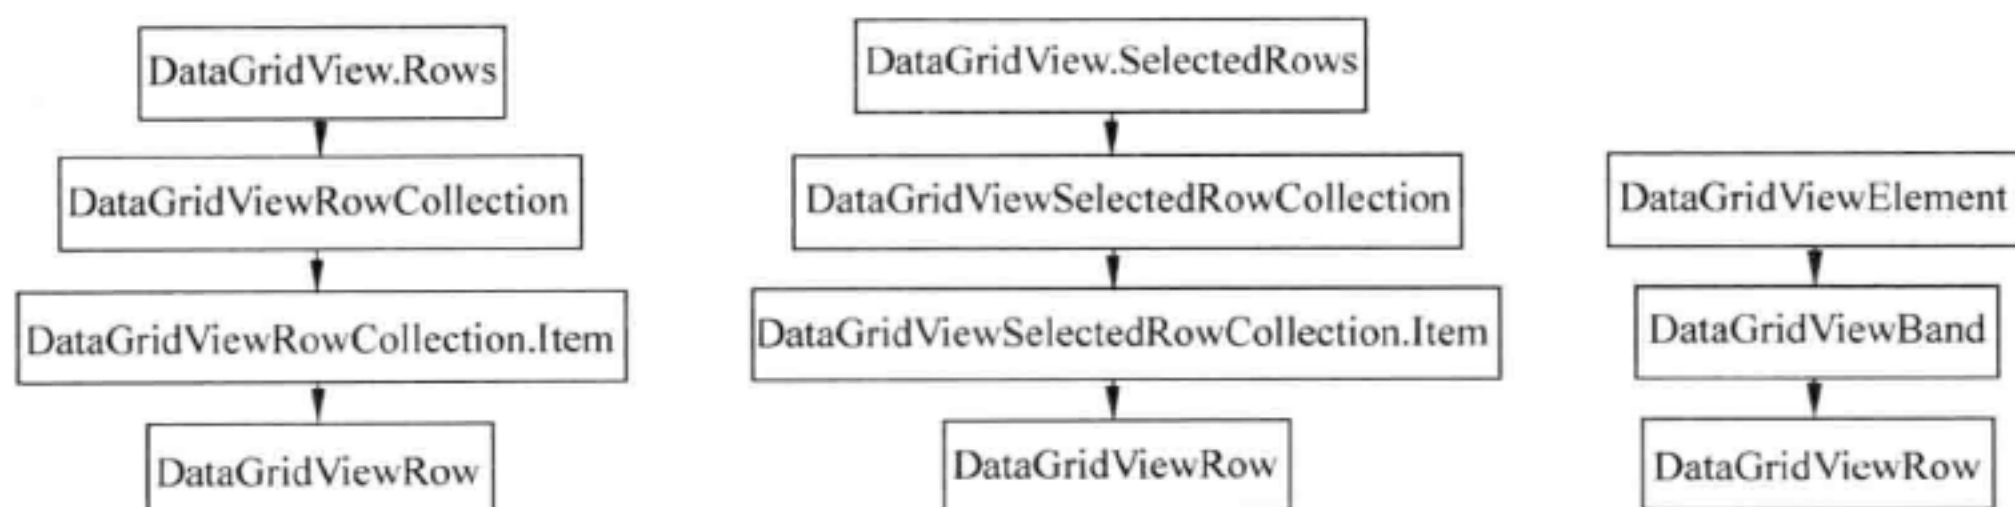 DataGridView.Rows
DataGridViewRowCollection
DataGridViewRowCollection.Item
DataGridViewRow
DataGridView.SelectedRows
DataGridViewSelectedRowCollection
DataGridViewSelectedRowCollection.Item
DataGridViewRow
DataGridViewElement
DataGridViewBand
DataGridViewRow